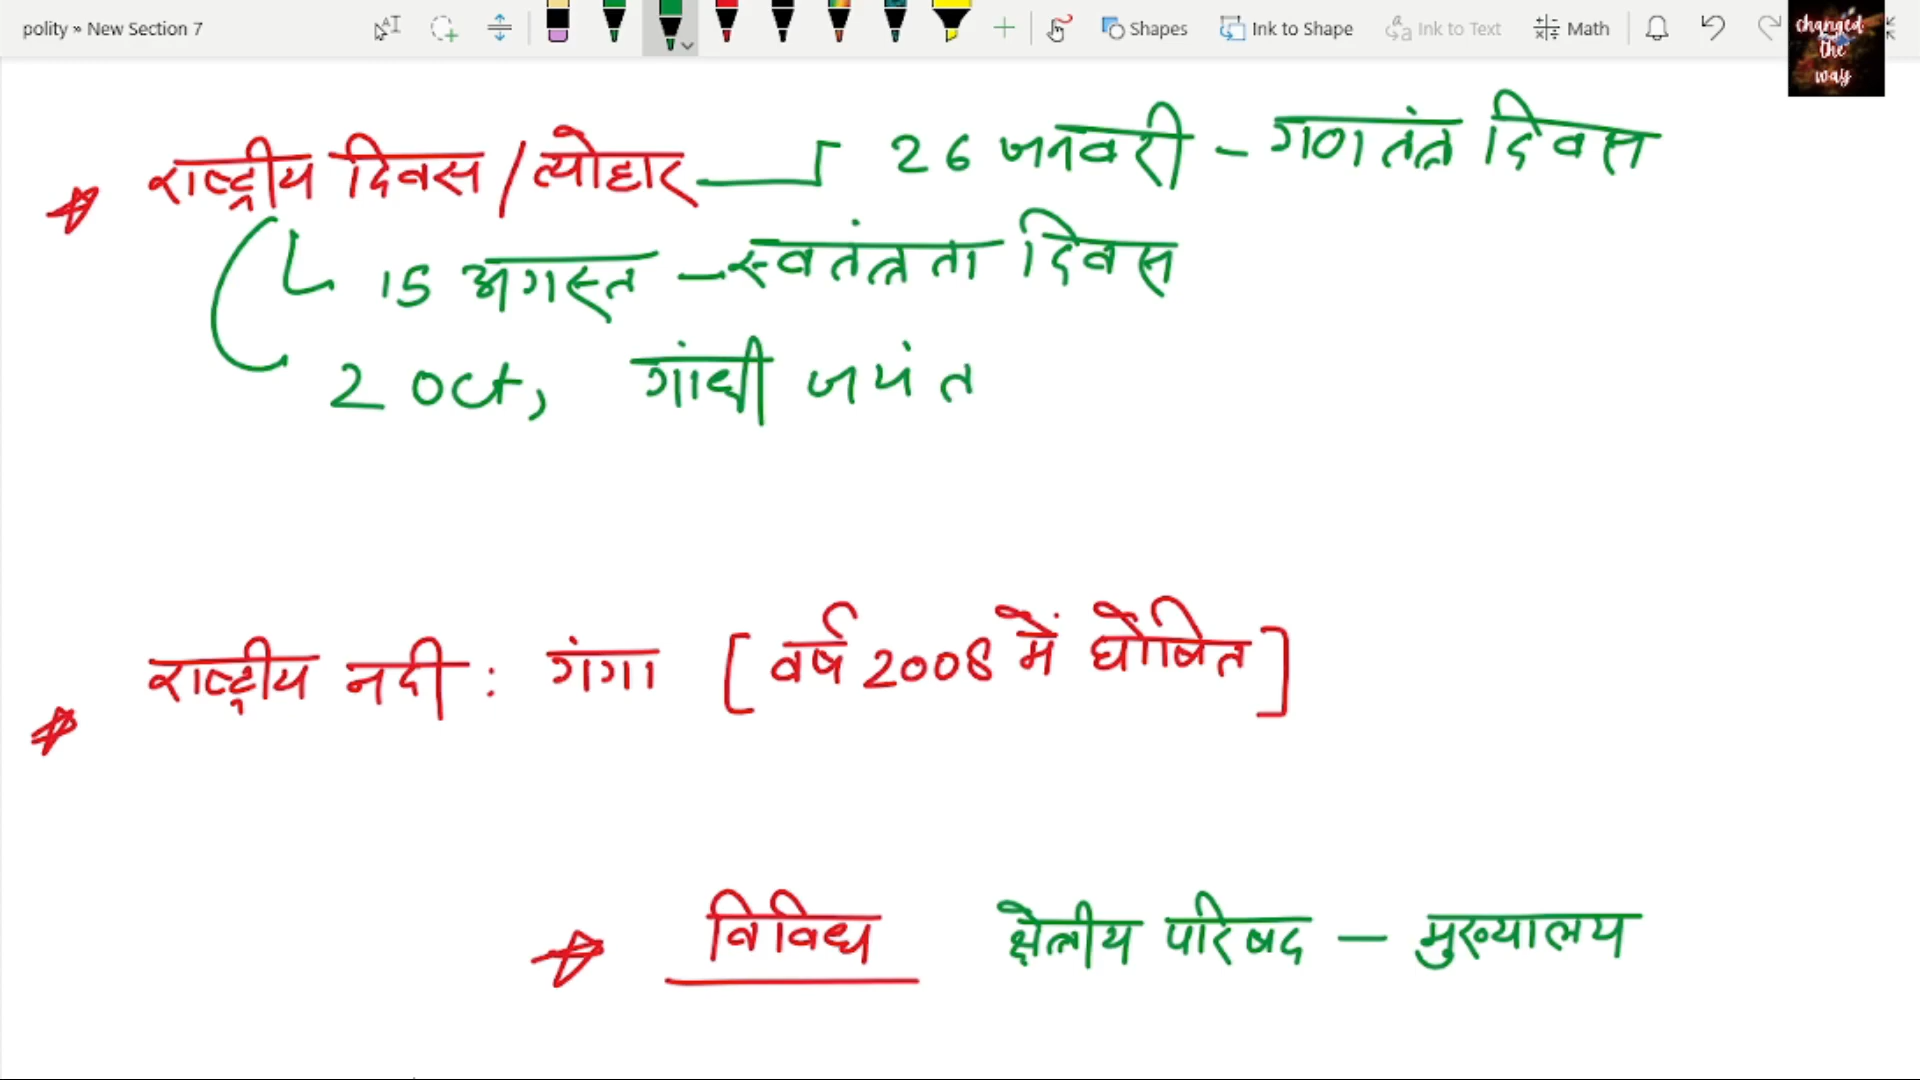 polity » New Section 7
Shapes Ink to Shape Ink to Text Math
changed
the
way
राष्ट्रीय दिवस / त्योहार 26 जनवरी - गणतंत्र दिवस
15 अगस्त - स्वतंत्रता दिवस
2 Oct, गांधी जयंत
राष्ट्रीय नदी : गंगा [ वर्ष 2008 में घोषित ]
विविध क्षेत्रीय परिषद - मुख्यालय